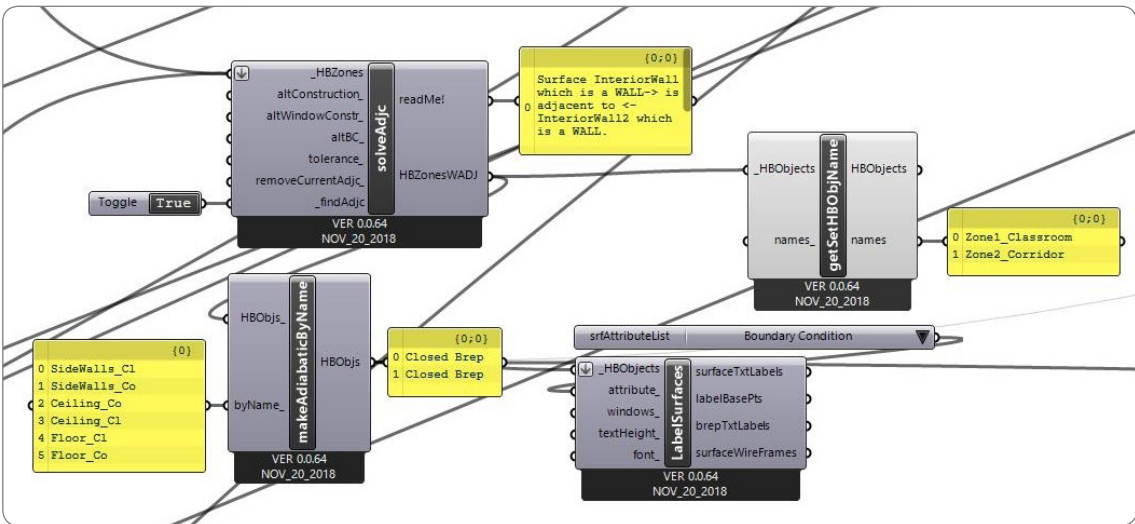 _HBZones
altConstruction_
altWindowConstr_
altBC_
tolerance_
removeCurrentAdjc_
_findAdjc
solveAdjc
readMe!
HBZonesWADJ
VER 0.0.64
NOV_20_2018
Toggle True
{0;0}
0 Surface InteriorWall
which is a WALL-> is
adjacent to <-
InteriorWall2 which
is a WALL.
_HBObjects
names_
getSetHBObjName
HBObjects
names
VER 0.0.64
NOV_20_2018
{0;0}
0 Zone1_Classroom
1 Zone2_Corridor
{0}
0 SideWalls_Cl
1 SideWalls_Co
2 Ceiling_Co
3 Ceiling_Cl
4 Floor_Cl
5 Floor_Co
HBObjs_
byName_
makeAdiabaticByName
HBObjs
VER 0.0.64
NOV_20_2018
{0;0}
0 Closed Brep
1 Closed Brep
srfAttributeList Boundary Condition
_HBObjects
attribute_
windows_
textHeight_
font_
LabelSurfaces
surfaceTxtLabels
labelBasePts
brepTxtLabels
surfaceWireFrames
VER 0.0.64
NOV_20_2018